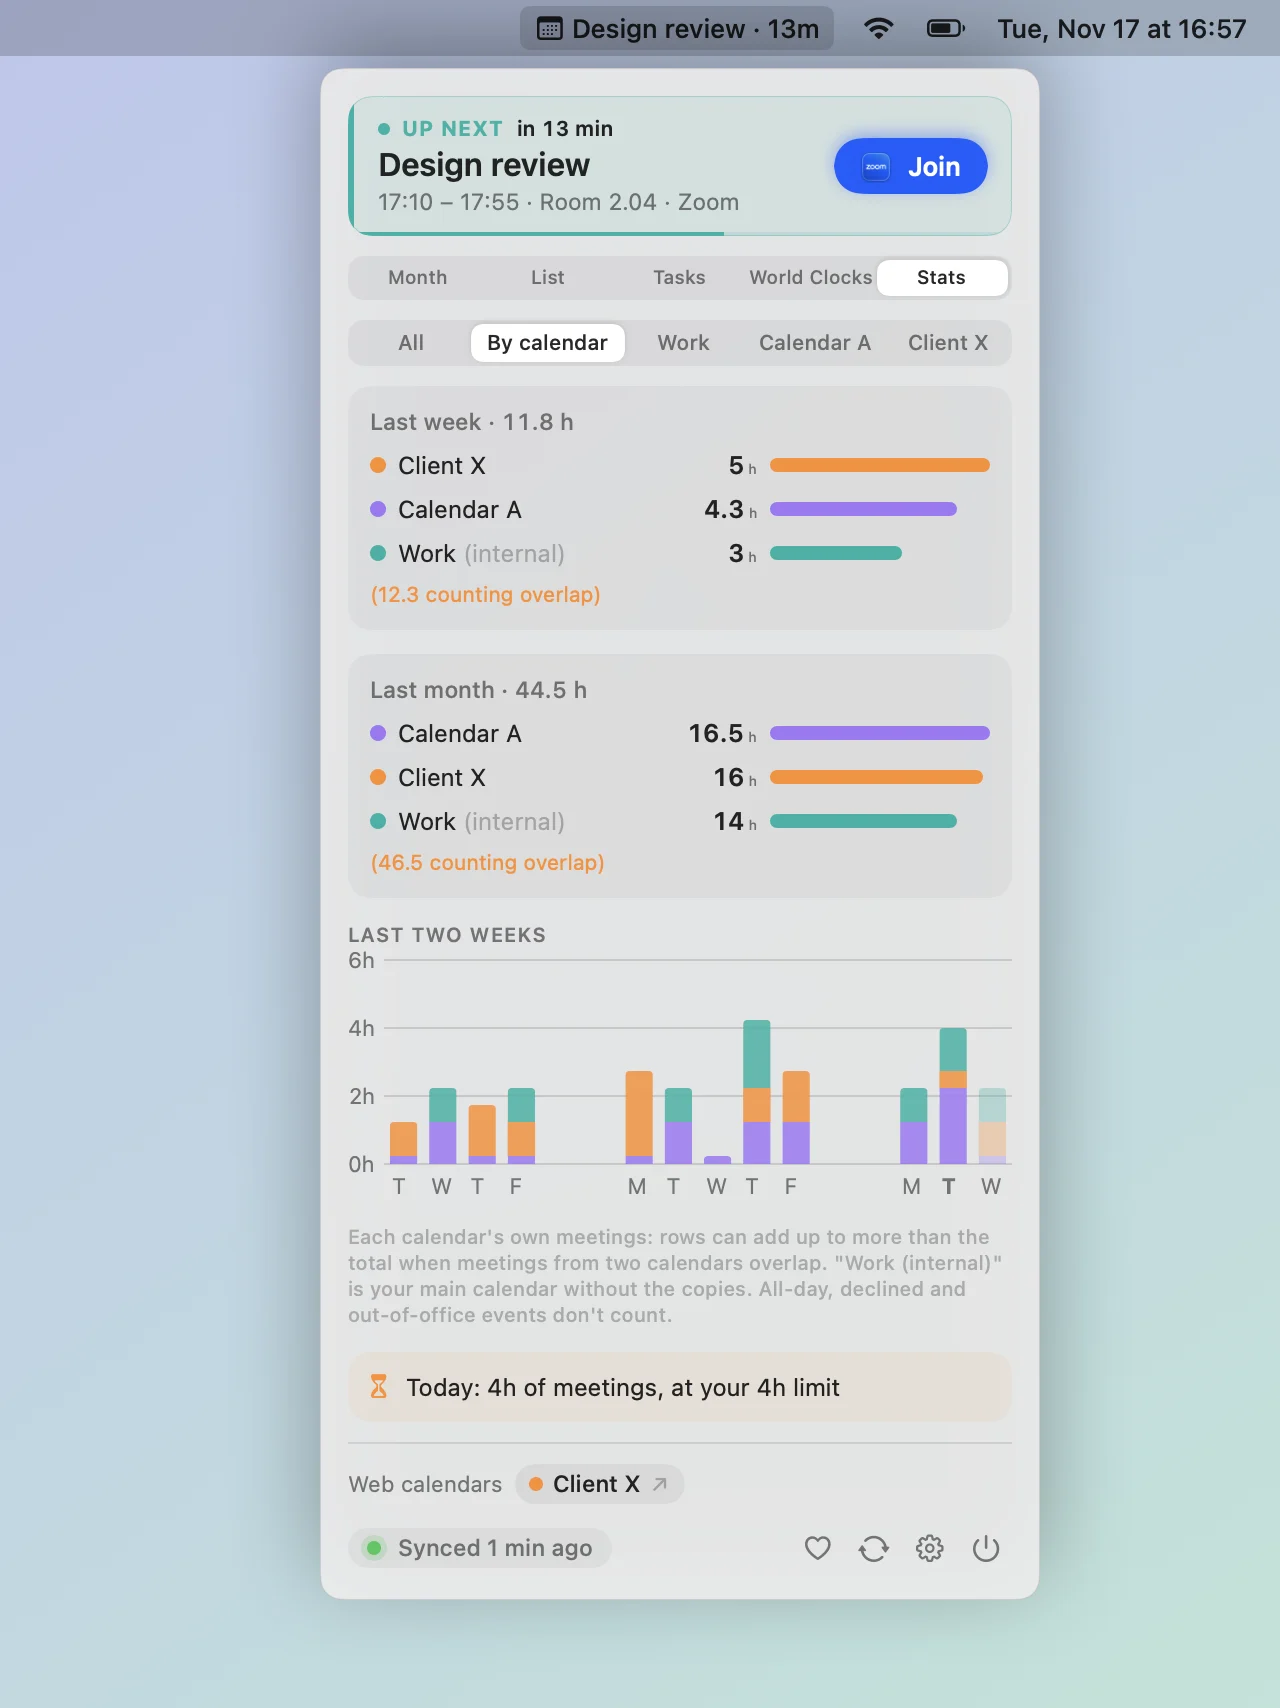 Design review · 13m
Tue, Nov 17 at 16:57
UP NEXT in 13 min
Design review
17:10 – 17:55 · Room 2.04 · Zoom
zoom
Join
Month List Tasks World Clocks Stats
All By calendar Work Calendar A Client X
Last week · 11.8 h
Client X 5 h
Calendar A 4.3 h
Work (internal) 3 h
(12.3 counting overlap)
Last month · 44.5 h
Calendar A 16.5 h
Client X 16 h
Work (internal) 14 h
(46.5 counting overlap)
LAST TWO WEEKS
6h
4h
2h
0h
T W T F M T W T F M T W
Each calendar's own meetings: rows can add up to more than the
total when meetings from two calendars overlap. "Work (internal)"
is your main calendar without the copies. All-day, declined and
out-of-office events don't count.
Today: 4h of meetings, at your 4h limit
Web calendars Client X ↗
Synced 1 min ago